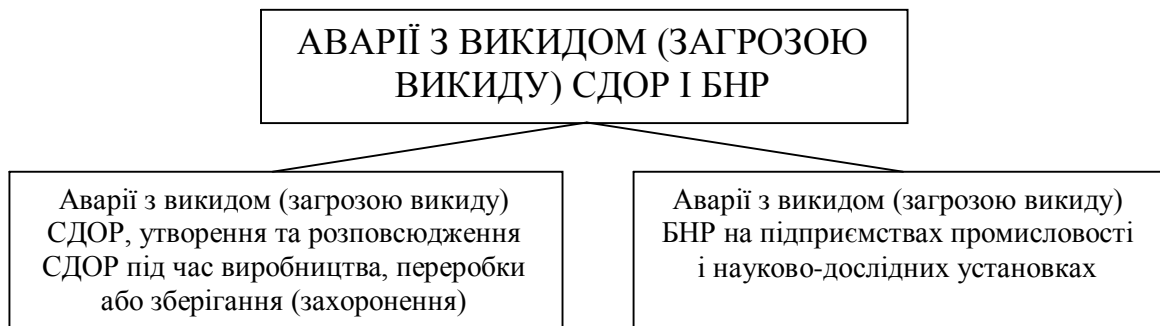 АВАРІЇ З ВИКИДОМ (ЗАГРОЗОЮ
ВИКИДУ) СДОР І БНР
Аварії з викидом (загрозою викиду)
СДОР, утворення та розповсюдження
СДОР під час виробництва, переробки
або зберігання (захоронення)
Аварії з викидом (загрозою викиду)
БНР на підприємствах промисловості
і науково-дослідних установках